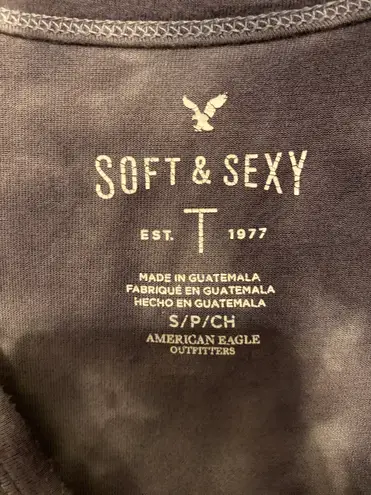 SOFT & SEXY
T
EST. 1977
MADE IN GUATEMALA
FABRIQUÉ EN GUATEMALA
HECHO EN GUATEMALA
S/P/CH
AMERICAN EAGLE
OUTFITTERS